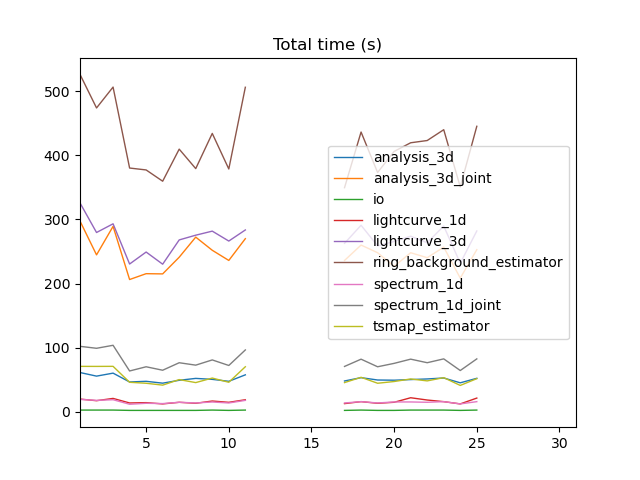 Total time (s)
500
400
300
200
100
0
analysis_3d
analysis_3d_joint
io
lightcurve_1d
lightcurve_3d
ring_background_estimator
spectrum_1d
spectrum_1d_joint
tsmap_estimator
5 10 15 20 25 30